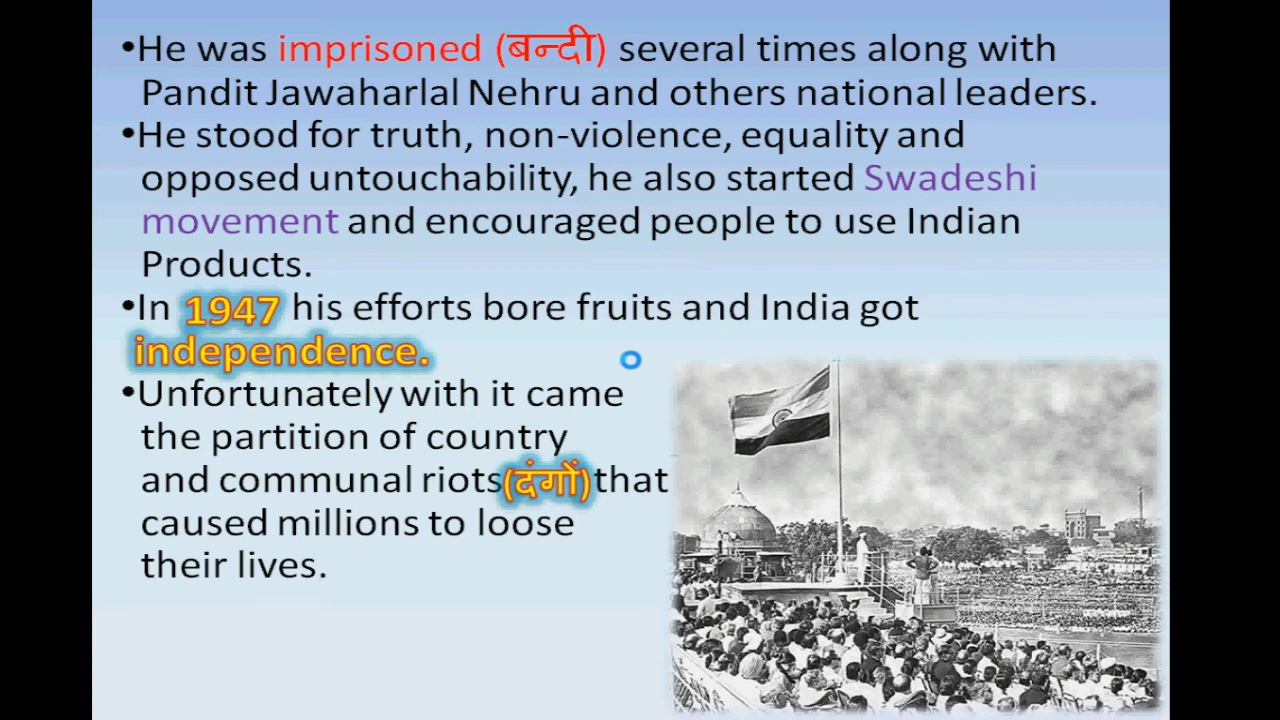 •He was imprisoned (बन्दी) several times along with
Pandit Jawaharlal Nehru and others national leaders.
•He stood for truth, non-violence, equality and
opposed untouchability, he also started Swadeshi
movement and encouraged people to use Indian
Products.
•In 1947 his efforts bore fruits and India got
independence.
•Unfortunately with it came
the partition of country
and communal riots(दंगों)that
caused millions to loose
their lives.